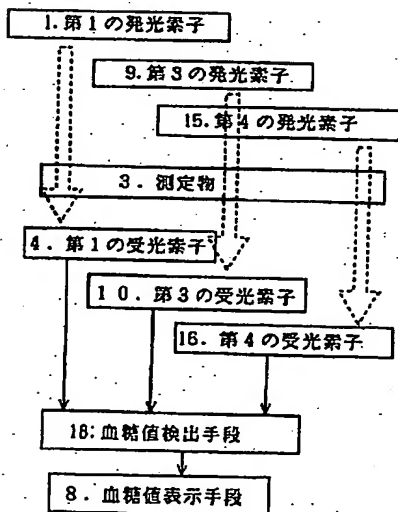 1.第1の発光素子
9.第3の発光素子
15.第4の発光素子
3.測定物
4.第1の受光素子
10.第3の受光素子
16.第4の受光素子
18:血糖値検出手段
8.血糖値表示手段